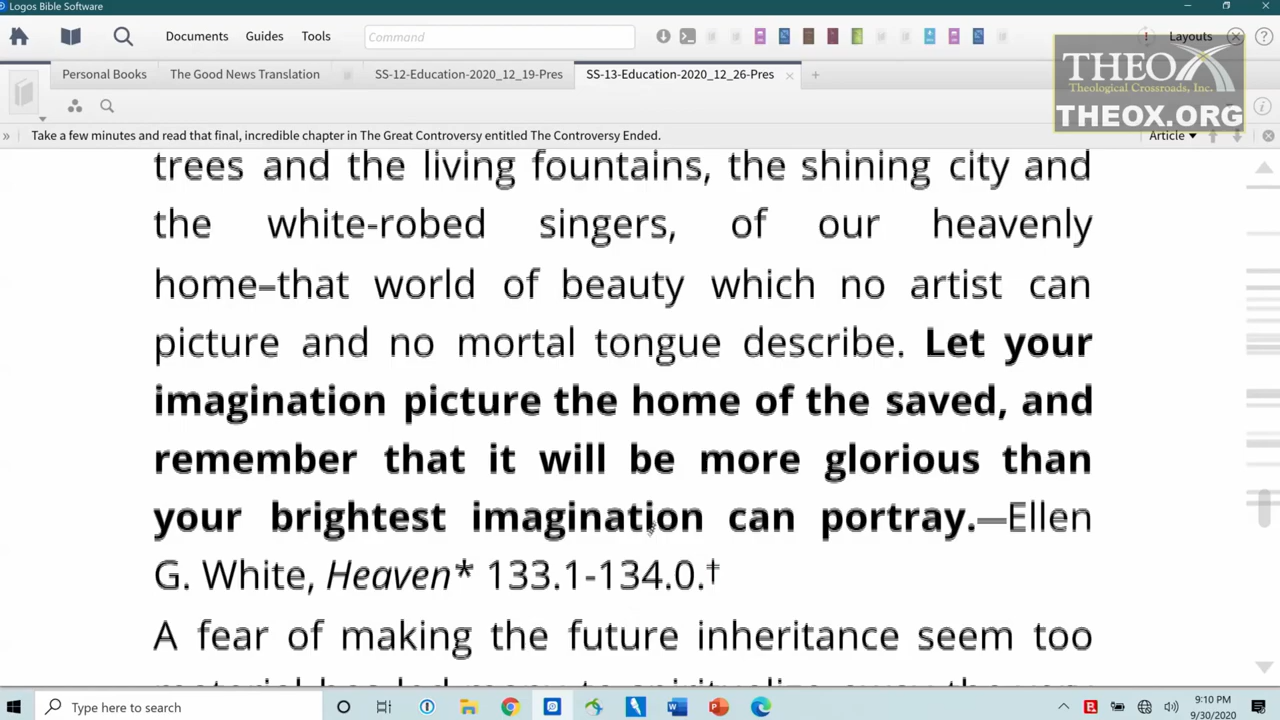 Logos Bible Software
Documents Guides Tools Command Layouts
THEOX
Theological Crossroads, Inc.
THEOX.ORG
Personal Books The Good News Translation SS-12-Education-2020_12_19-Pres SS-13-Education-2020_12_26-Pres
Take a few minutes and read that final, incredible chapter in The Great Controversy entitled The Controversy Ended. Article
trees and the living fountains, the shining city and
the white-robed singers, of our heavenly
home–that world of beauty which no artist can
picture and no mortal tongue describe. Let your
imagination picture the home of the saved, and
remember that it will be more glorious than
your brightest imagination can portray.—Ellen
G. White, Heaven* 133.1-134.0.†
A fear of making the future inheritance seem too
Type here to search
9:10 PM
9/30/2020